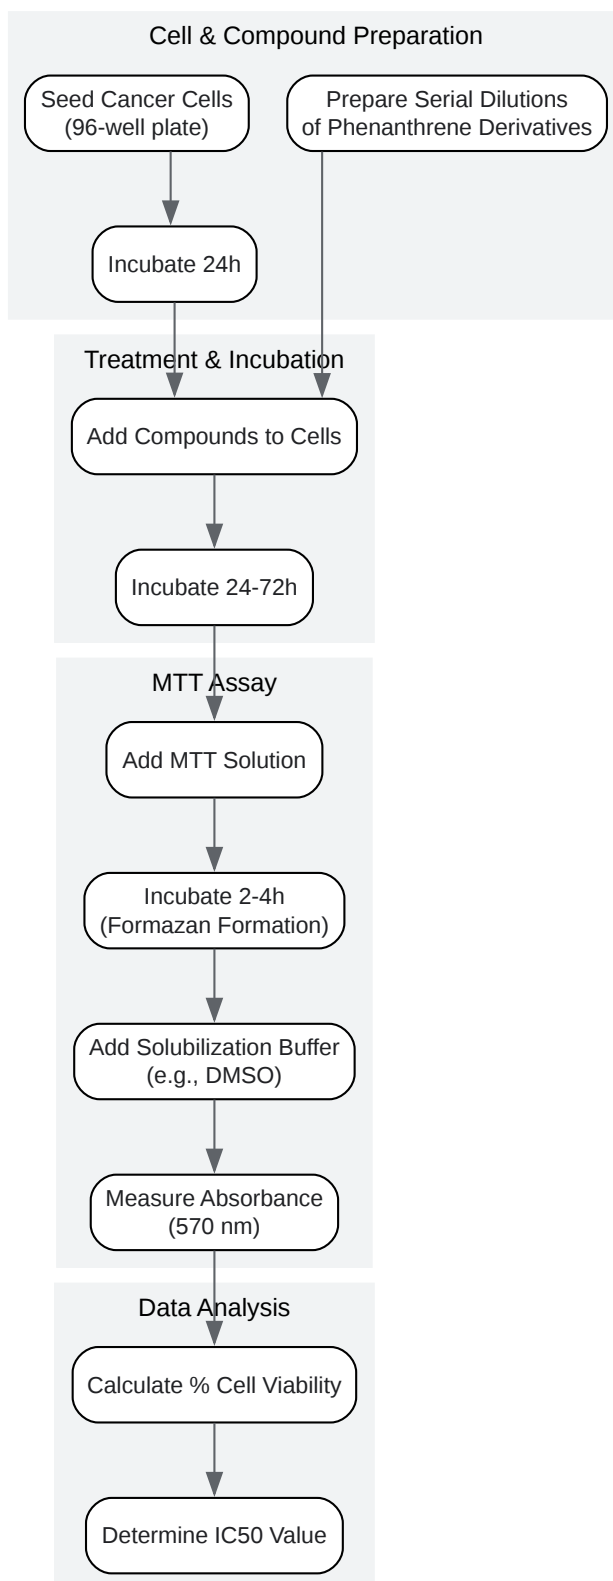 Cell & Compound Preparation
Seed Cancer Cells
(96-well plate)
Prepare Serial Dilutions
of Phenanthrene Derivatives
Incubate 24h
Treatment & Incubation
Add Compounds to Cells
Incubate 24-72h
MTT Assay
Add MTT Solution
Incubate 2-4h
(Formazan Formation)
Add Solubilization Buffer
(e.g., DMSO)
Measure Absorbance
(570 nm)
Data Analysis
Calculate % Cell Viability
Determine IC50 Value